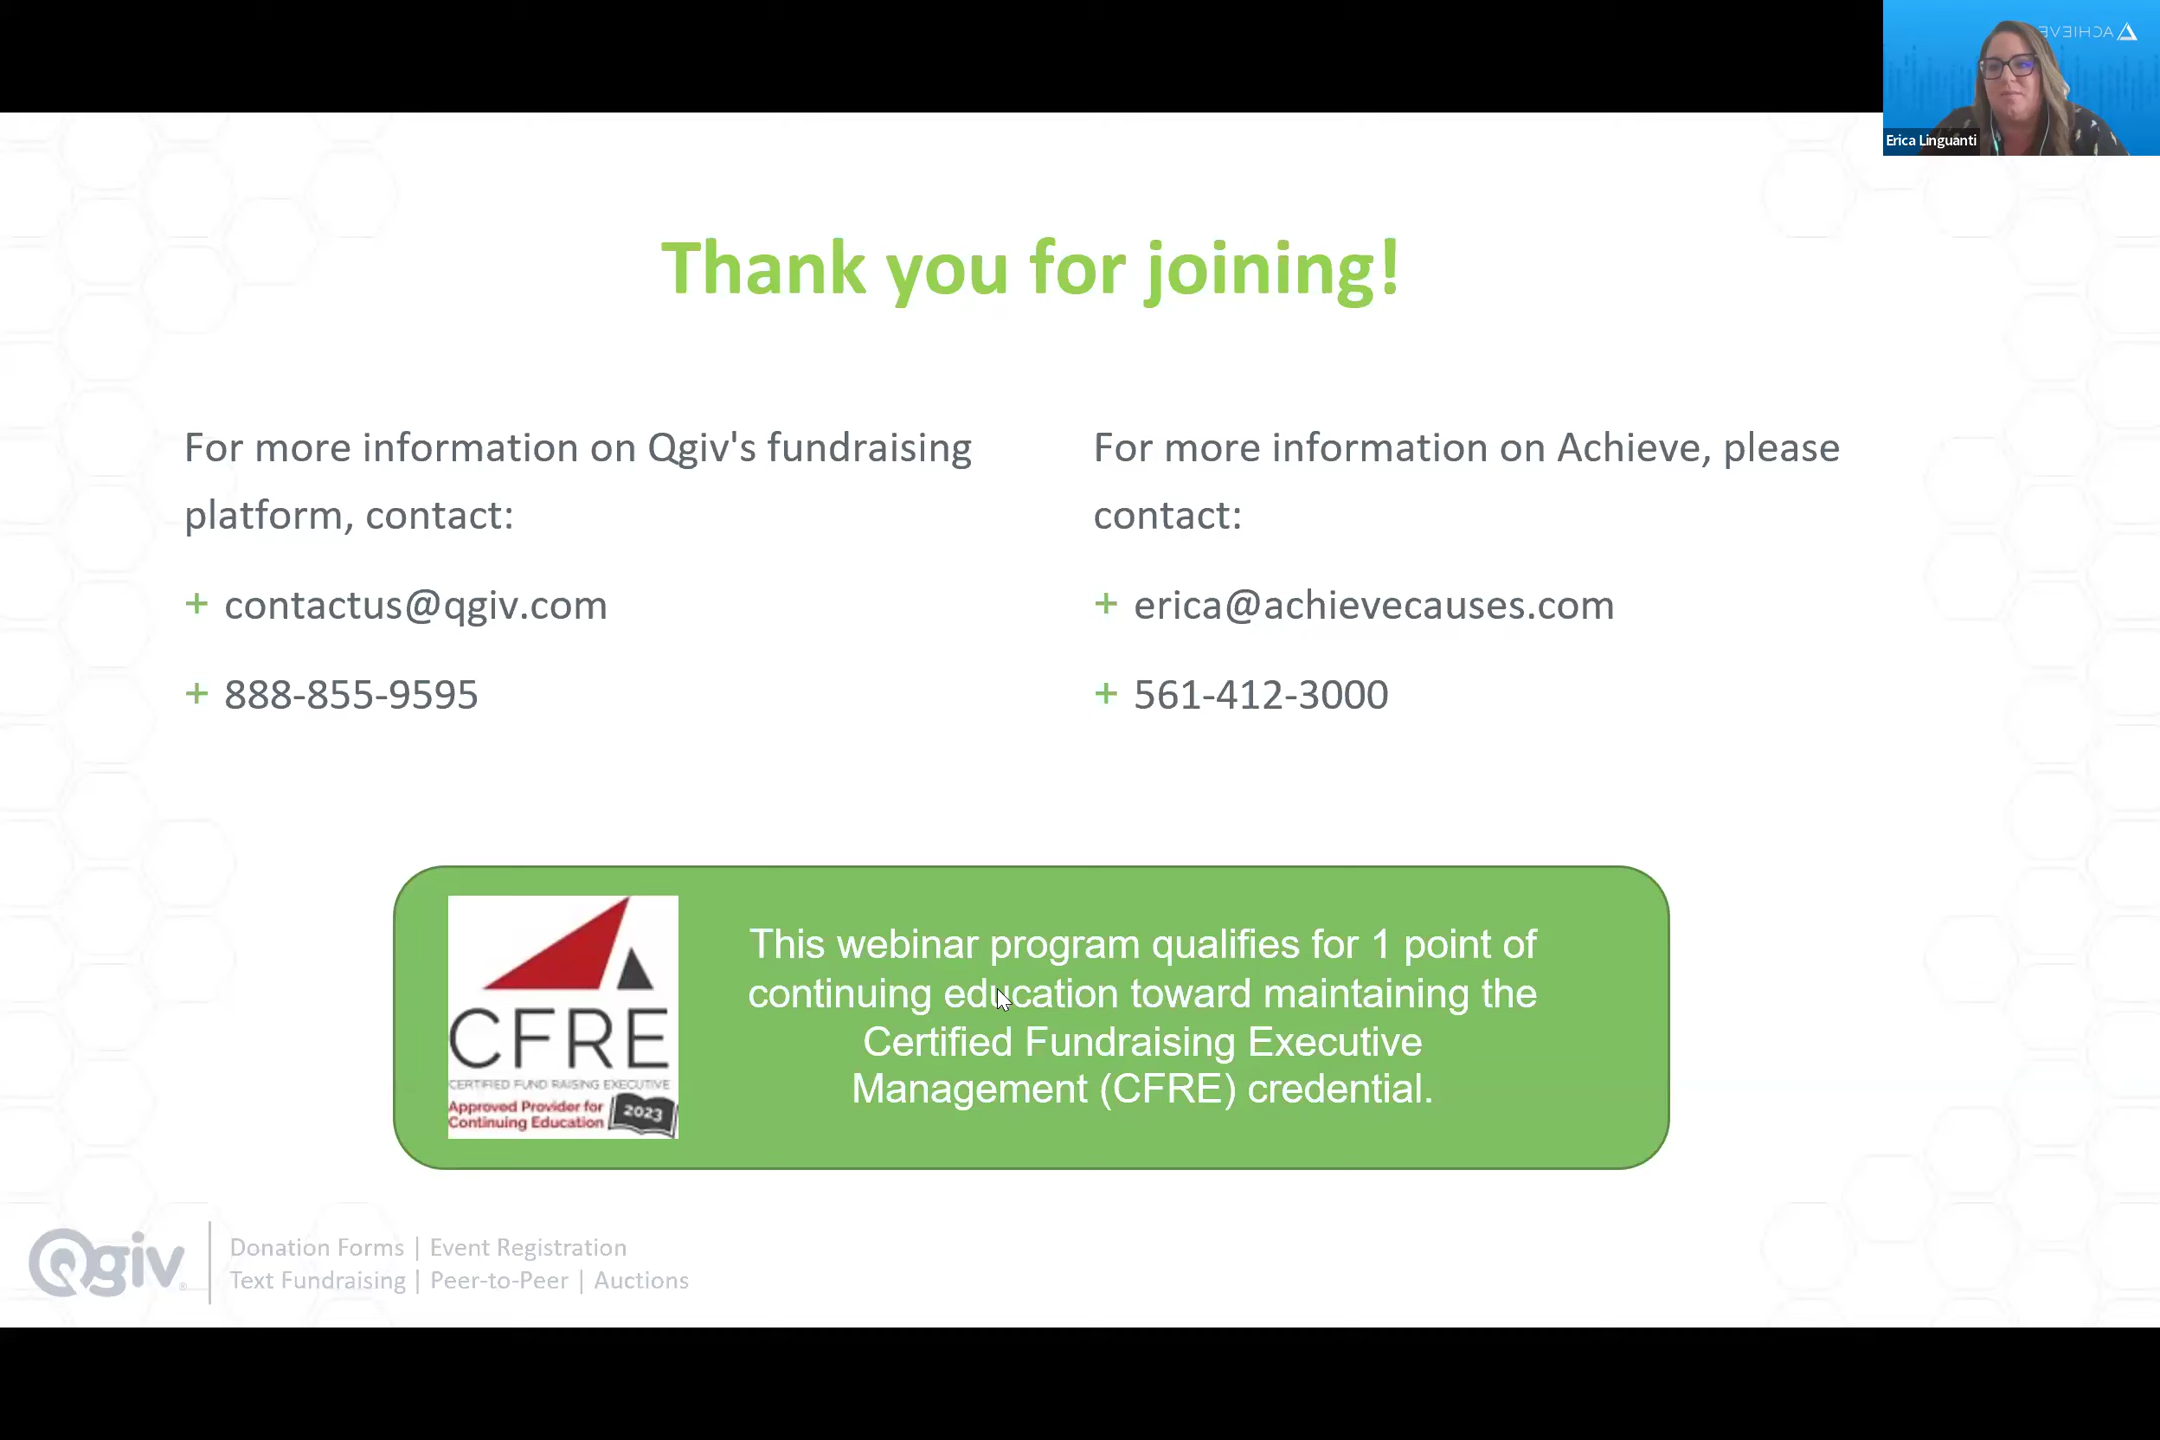 ACHIEVE
Erica Linguanti
Thank you for joining!
For more information on Qgiv's fundraising
platform, contact:
+ contactus@qgiv.com
+ 888-855-9595
For more information on Achieve, please
contact:
+ erica@achievecauses.com
+ 561-412-3000
CFRE
CERTIFIED FUND RAISING EXECUTIVE
Approved Provider for
Continuing Education
2023
This webinar program qualifies for 1 point of
continuing education toward maintaining the
Certified Fundraising Executive
Management (CFRE) credential.
Qgiv®
Donation Forms | Event Registration
Text Fundraising | Peer-to-Peer | Auctions